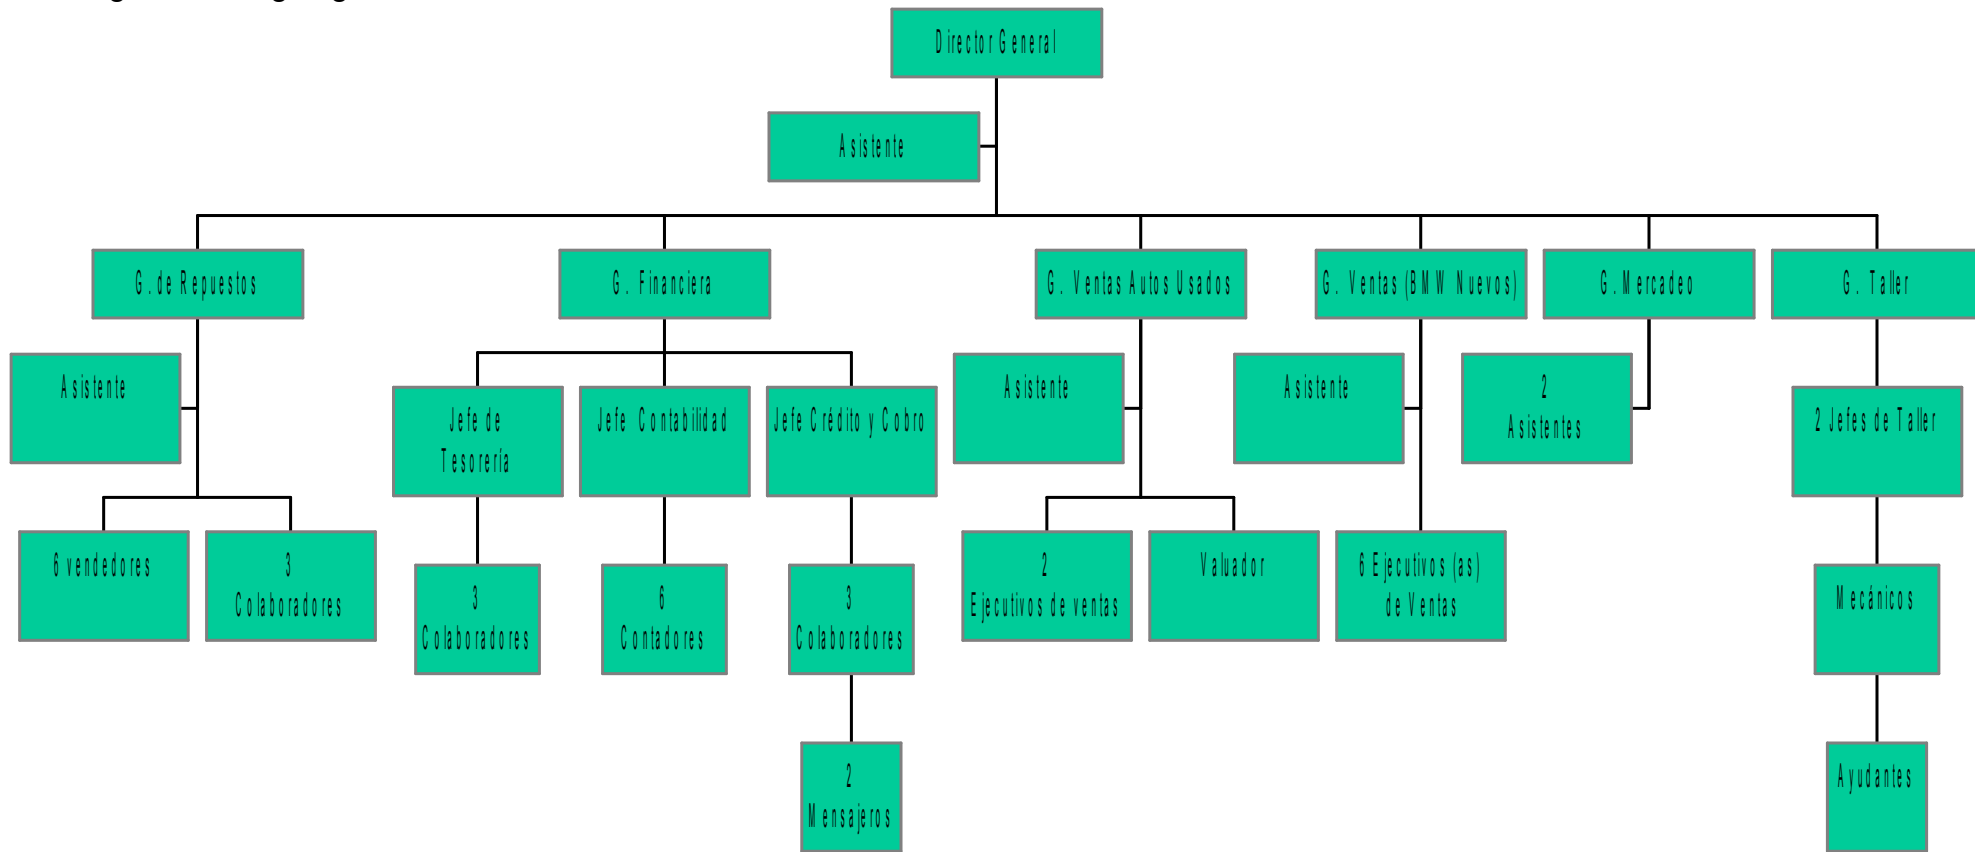 Director General
Asistente
G. de Repuestos
G. Financiera
G. Ventas Autos Usados
G. Ventas (BMW Nuevos)
G. Mercadeo
G. Taller
Asistente
Jefe de
Tesorería
Jefe Contabilidad
Jefe Crédito y Cobro
Asistente
Asistente
2
Asistentes
2 Jefes de Taller
6 vendedores
3
Colaboradores
3
Colaboradores
6
Contadores
3
Colaboradores
2
Ejecutivos de ventas
Valuador
6 Ejecutivos (as)
de Ventas
Mecánicos
2
Mensajeros
Ayudantes